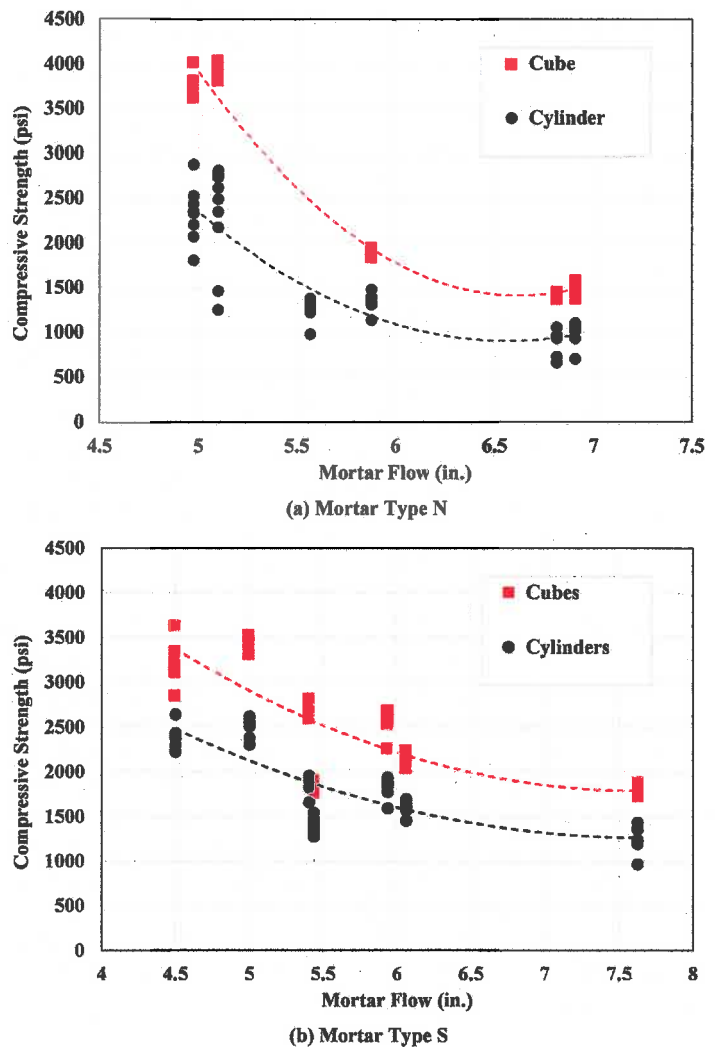 4500
4000
3500
3000
2500
2000
1500
1000
500
0
Compressive Strength (psi)
Cube
Cylinder
4.5 5 5.5 6 6.5 7 7.5
Mortar Flow (in.)
(a) Mortar Type N
4500
4000
3500
3000
2500
2000
1500
1000
500
0
Compressive Strength (psi)
Cubes
Cylinders
4 4.5 5 5.5 6 6.5 7 7.5 8
Mortar Flow (in.)
(b) Mortar Type S